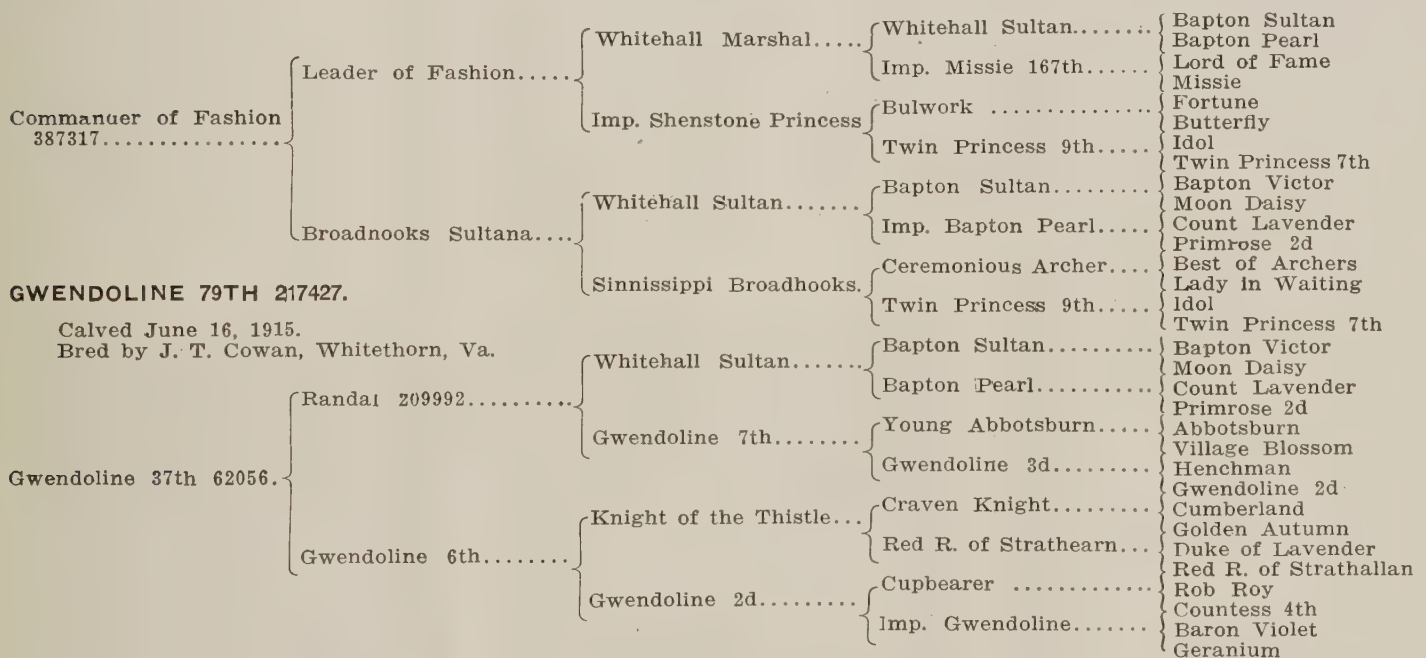 Commanuer of Fashion
387317................
Leader of Fashion.....
Broadnooks Sultana....
Whitehall Marshal.....
Imp. Shenstone Princess
Whitehall Sultan.......
Sinnissippi Broadhooks.
Whitehall Sultan........
Imp. Missie 167th......
Bulwork ................
Twin Princess 9th.....
Bapton Sultan..........
Imp. Bapton Pearl.....
Ceremonious Archer....
Twin Princess 9th.....
Bapton Sultan
Bapton Pearl
Lord of Fame
Missie
Fortune
Butterfly
Idol
Twin Princess 7th
Bapton Victor
Moon Daisy
Count Lavender
Primrose 2d
Best of Archers
Lady in Waiting
Idol
Twin Princess 7th
GWENDOLINE 79TH 217427.
Calved June 16, 1915.
Bred by J. T. Cowan, Whitethorn, Va.
Gwendoline 37th 62056.
Randal 209992..........
Gwendoline 6th........
Whitehall Sultan.......
Gwendoline 7th........
Knight of the Thistle...
Gwendoline 2d.........
Bapton Sultan..........
Bapton Pearl...........
Young Abbotsburn.....
Gwendoline 3d.........
Craven Knight.........
Red R. of Strathearn...
Cupbearer .............
Imp. Gwendoline.......
Bapton Victor
Moon Daisy
Count Lavender
Primrose 2d
Abbotsburn
Village Blossom
Henchman
Gwendoline 2d
Cumberland
Golden Autumn
Duke of Lavender
Red R. of Strathallan
Rob Roy
Countess 4th
Baron Violet
Geranium